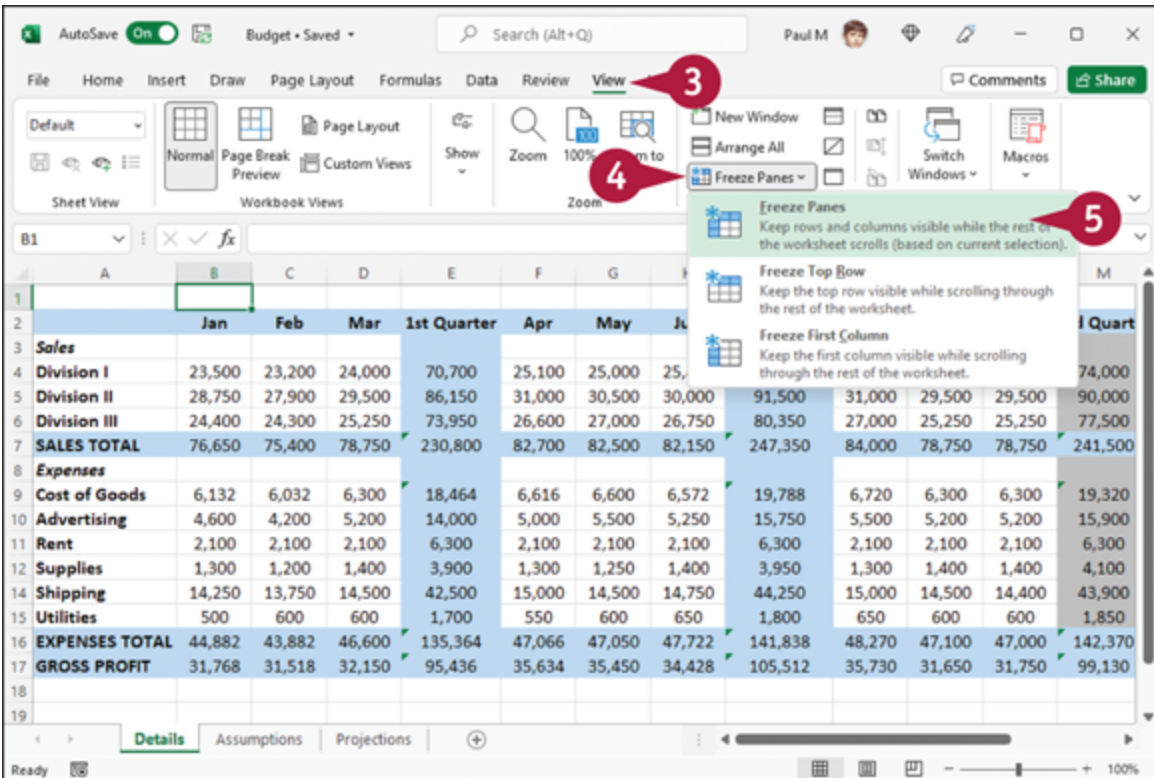 AutoSave On Budget • Saved Search (Alt+Q) Paul M
File Home Insert Draw Page Layout Formulas Data Review View 3 Comments Share
Default
Normal
Page Break
Preview
Page Layout
Custom Views
Show
Zoom
100%
to
New Window
Arrange All
4 Freeze Panes
Switch
Windows
Macros
Sheet View Workbook Views Zoom
Freeze Panes
Keep rows and columns visible while the rest of
the worksheet scrolls (based on current selection).
5
Freeze Top Row
Keep the top row visible while scrolling through
the rest of the worksheet.
Freeze First Column
Keep the first column visible while scrolling
through the rest of the worksheet.
B1 fx
A B C D E F G M
1
2 Jan Feb Mar 1st Quarter Apr May Quart
3 Sales
4 Division I 23,500 23,200 24,000 70,700 25,100 25,000 25, 74,000
5 Division II 28,750 27,900 29,500 86,150 31,000 30,500 30,000 91,500 31,000 29,500 29,500 90,000
6 Division III 24,400 24,300 25,250 73,950 26,600 27,000 26,750 80,350 27,000 25,250 25,250 77,500
7 SALES TOTAL 76,650 75,400 78,750 230,800 82,700 82,500 82,150 247,350 84,000 78,750 78,750 241,500
8 Expenses
9 Cost of Goods 6,132 6,032 6,300 18,464 6,616 6,600 6,572 19,788 6,720 6,300 6,300 19,320
10 Advertising 4,600 4,200 5,200 14,000 5,000 5,500 5,250 15,750 5,500 5,200 5,200 15,900
11 Rent 2,100 2,100 2,100 6,300 2,100 2,100 2,100 6,300 2,100 2,100 2,100 6,300
12 Supplies 1,300 1,200 1,400 3,900 1,300 1,250 1,400 3,950 1,300 1,400 1,400 4,100
14 Shipping 14,250 13,750 14,500 42,500 15,000 14,500 14,750 44,250 15,000 14,500 14,400 43,900
15 Utilities 500 600 600 1,700 550 600 650 1,800 650 600 600 1,850
16 EXPENSES TOTAL 44,882 43,882 46,600 135,364 47,066 47,050 47,722 141,838 48,270 47,100 47,000 142,370
17 GROSS PROFIT 31,768 31,518 32,150 95,436 35,634 35,450 34,428 105,512 35,730 31,650 31,750 99,130
18
19
Details Assumptions Projections
Ready 100%